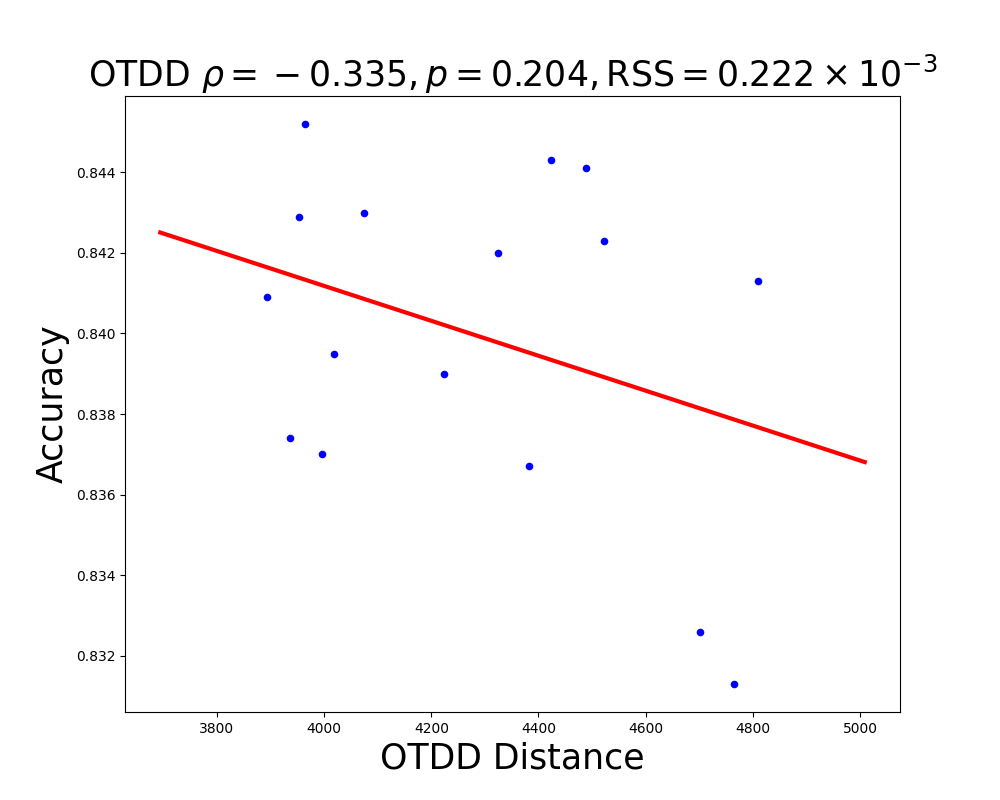 OTDD ρ = −0.335, p = 0.204, RSS = 0.222 × 10⁻³
Accuracy
0.844
0.842
0.840
0.838
0.836
0.834
0.832
3800 4000 4200 4400 4600 4800 5000
OTDD Distance